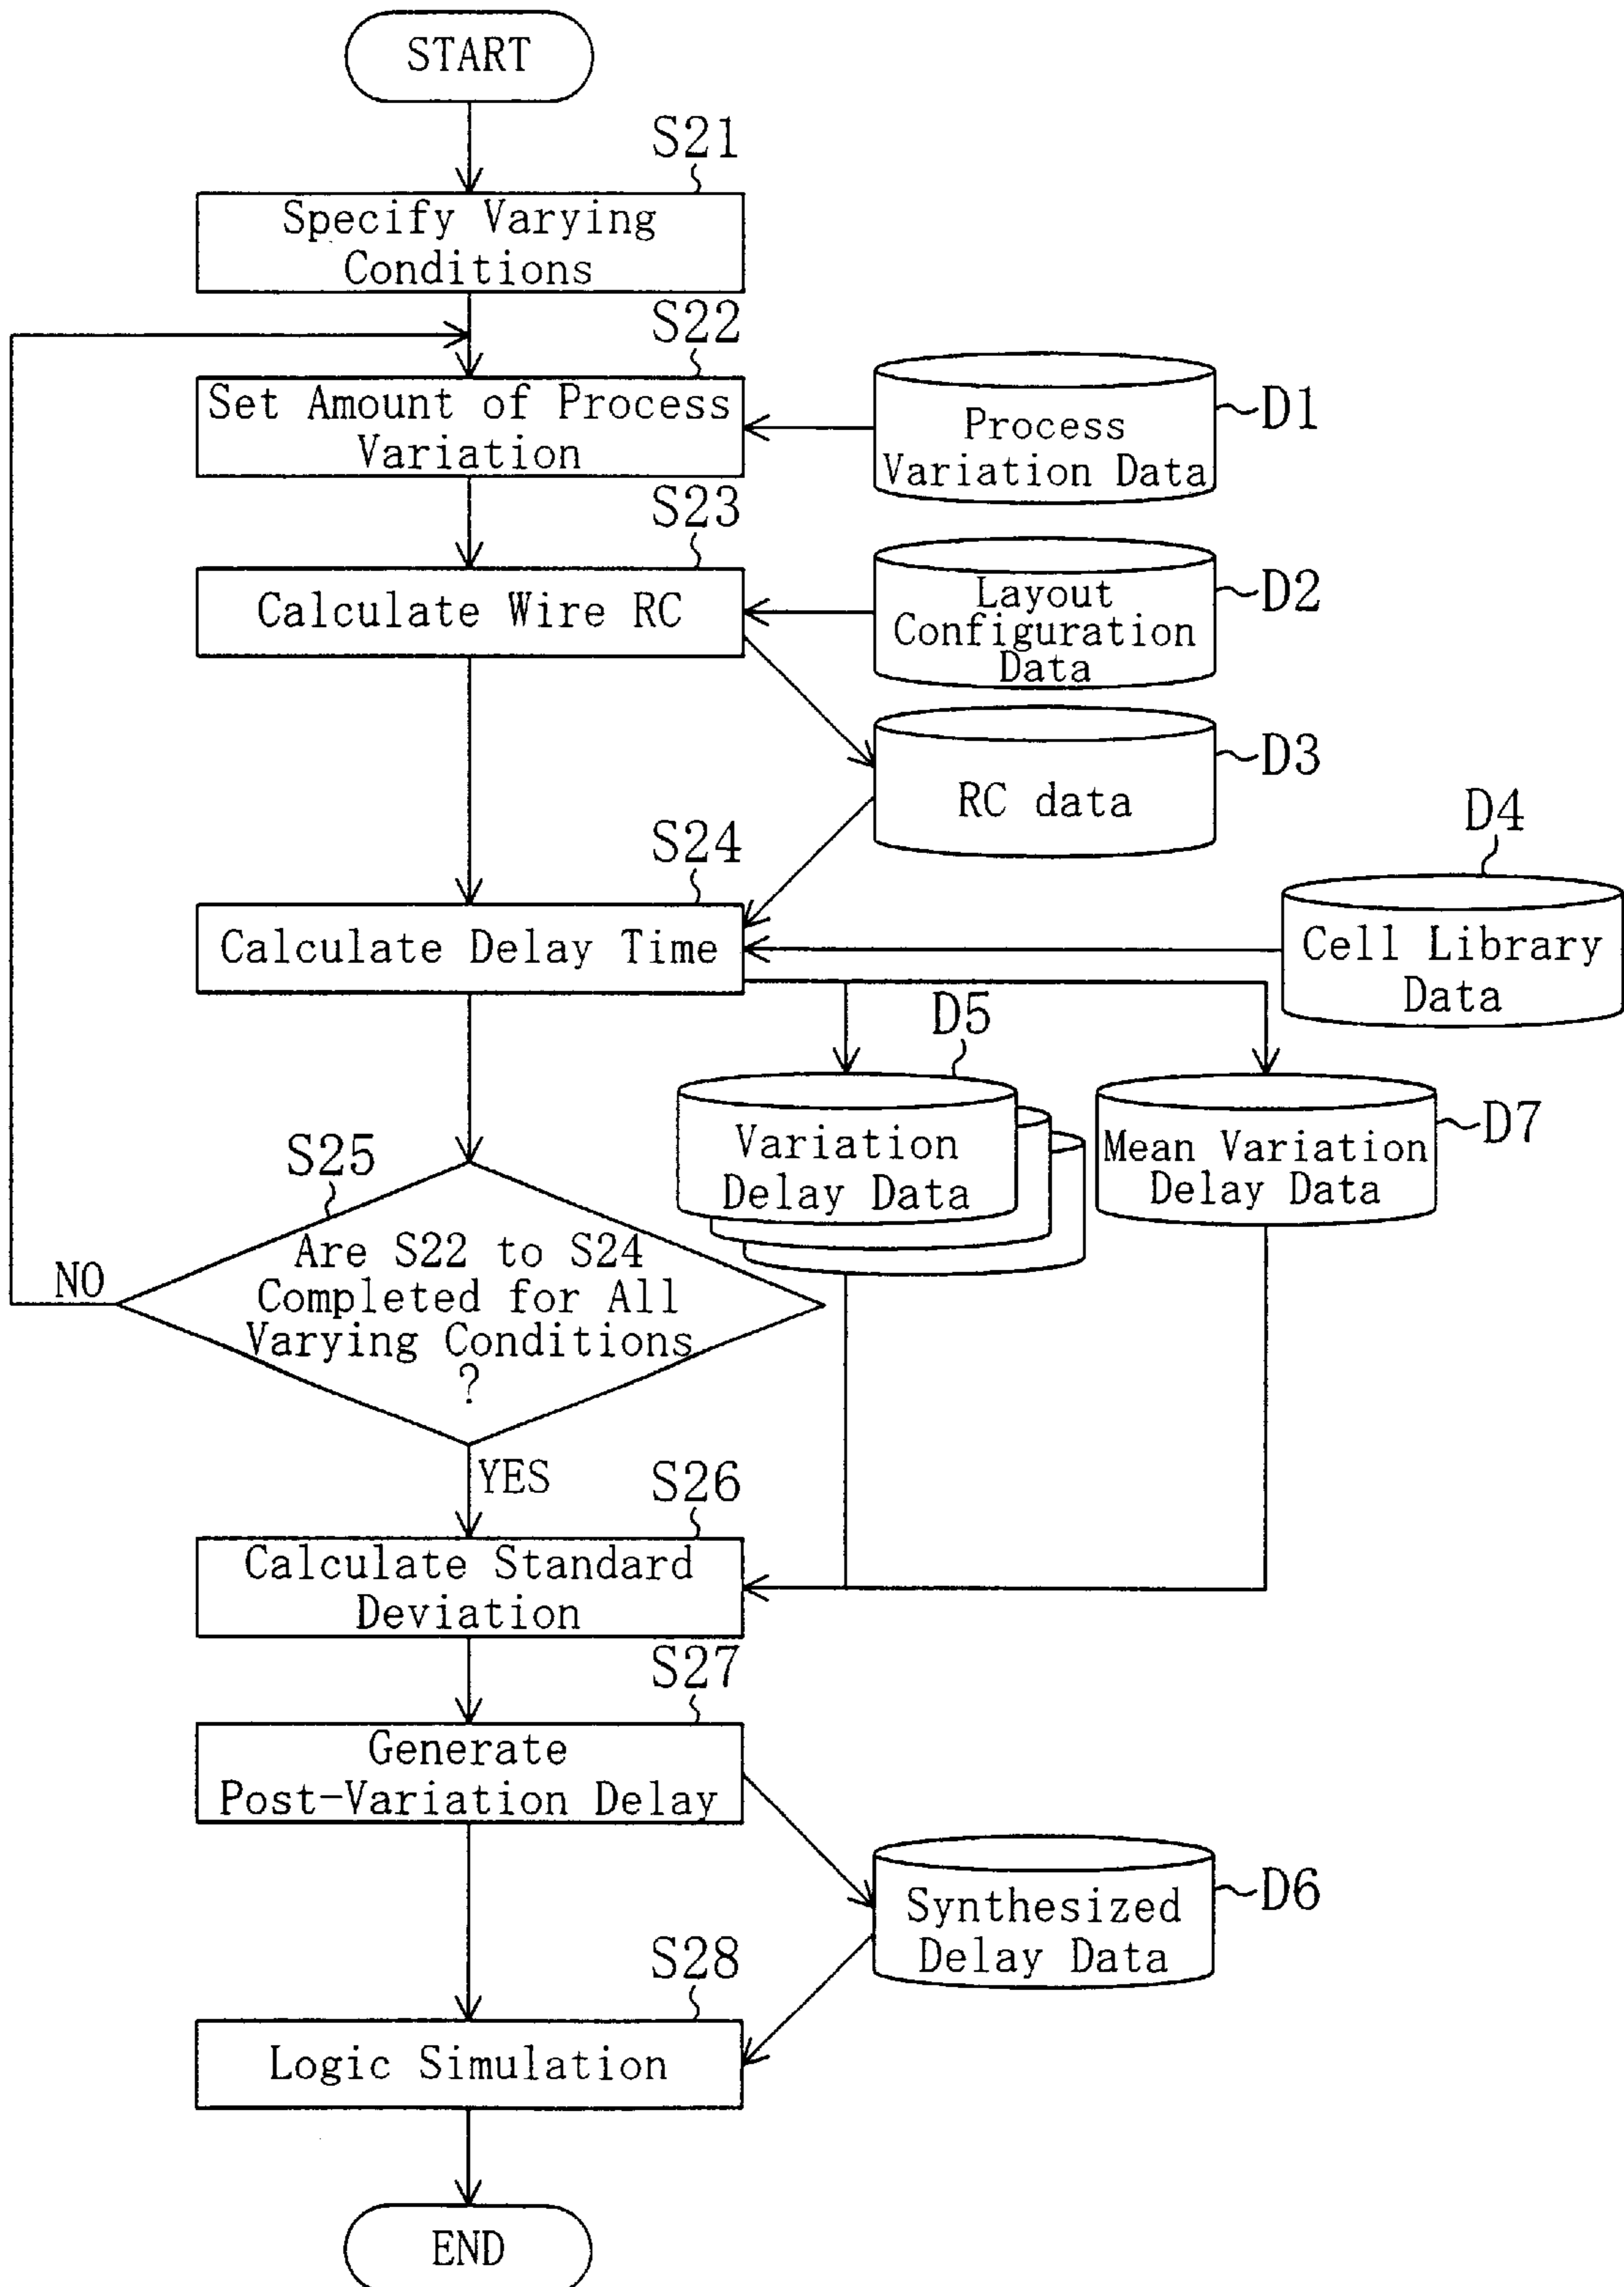 START
S21
Specify Varying
Conditions
S22
Set Amount of Process
Variation
Process
Variation Data
D1
S23
Calculate Wire RC
Layout
Configuration
Data
D2
RC data
D3
S24
Calculate Delay Time
D4
Cell Library
Data
D5
Variation
Delay Data
Mean Variation
Delay Data
D7
S25
Are S22 to S24
Completed for All
Varying Conditions
?
NO
YES
S26
Calculate Standard
Deviation
S27
Generate
Post-Variation Delay
Synthesized
Delay Data
D6
S28
Logic Simulation
END